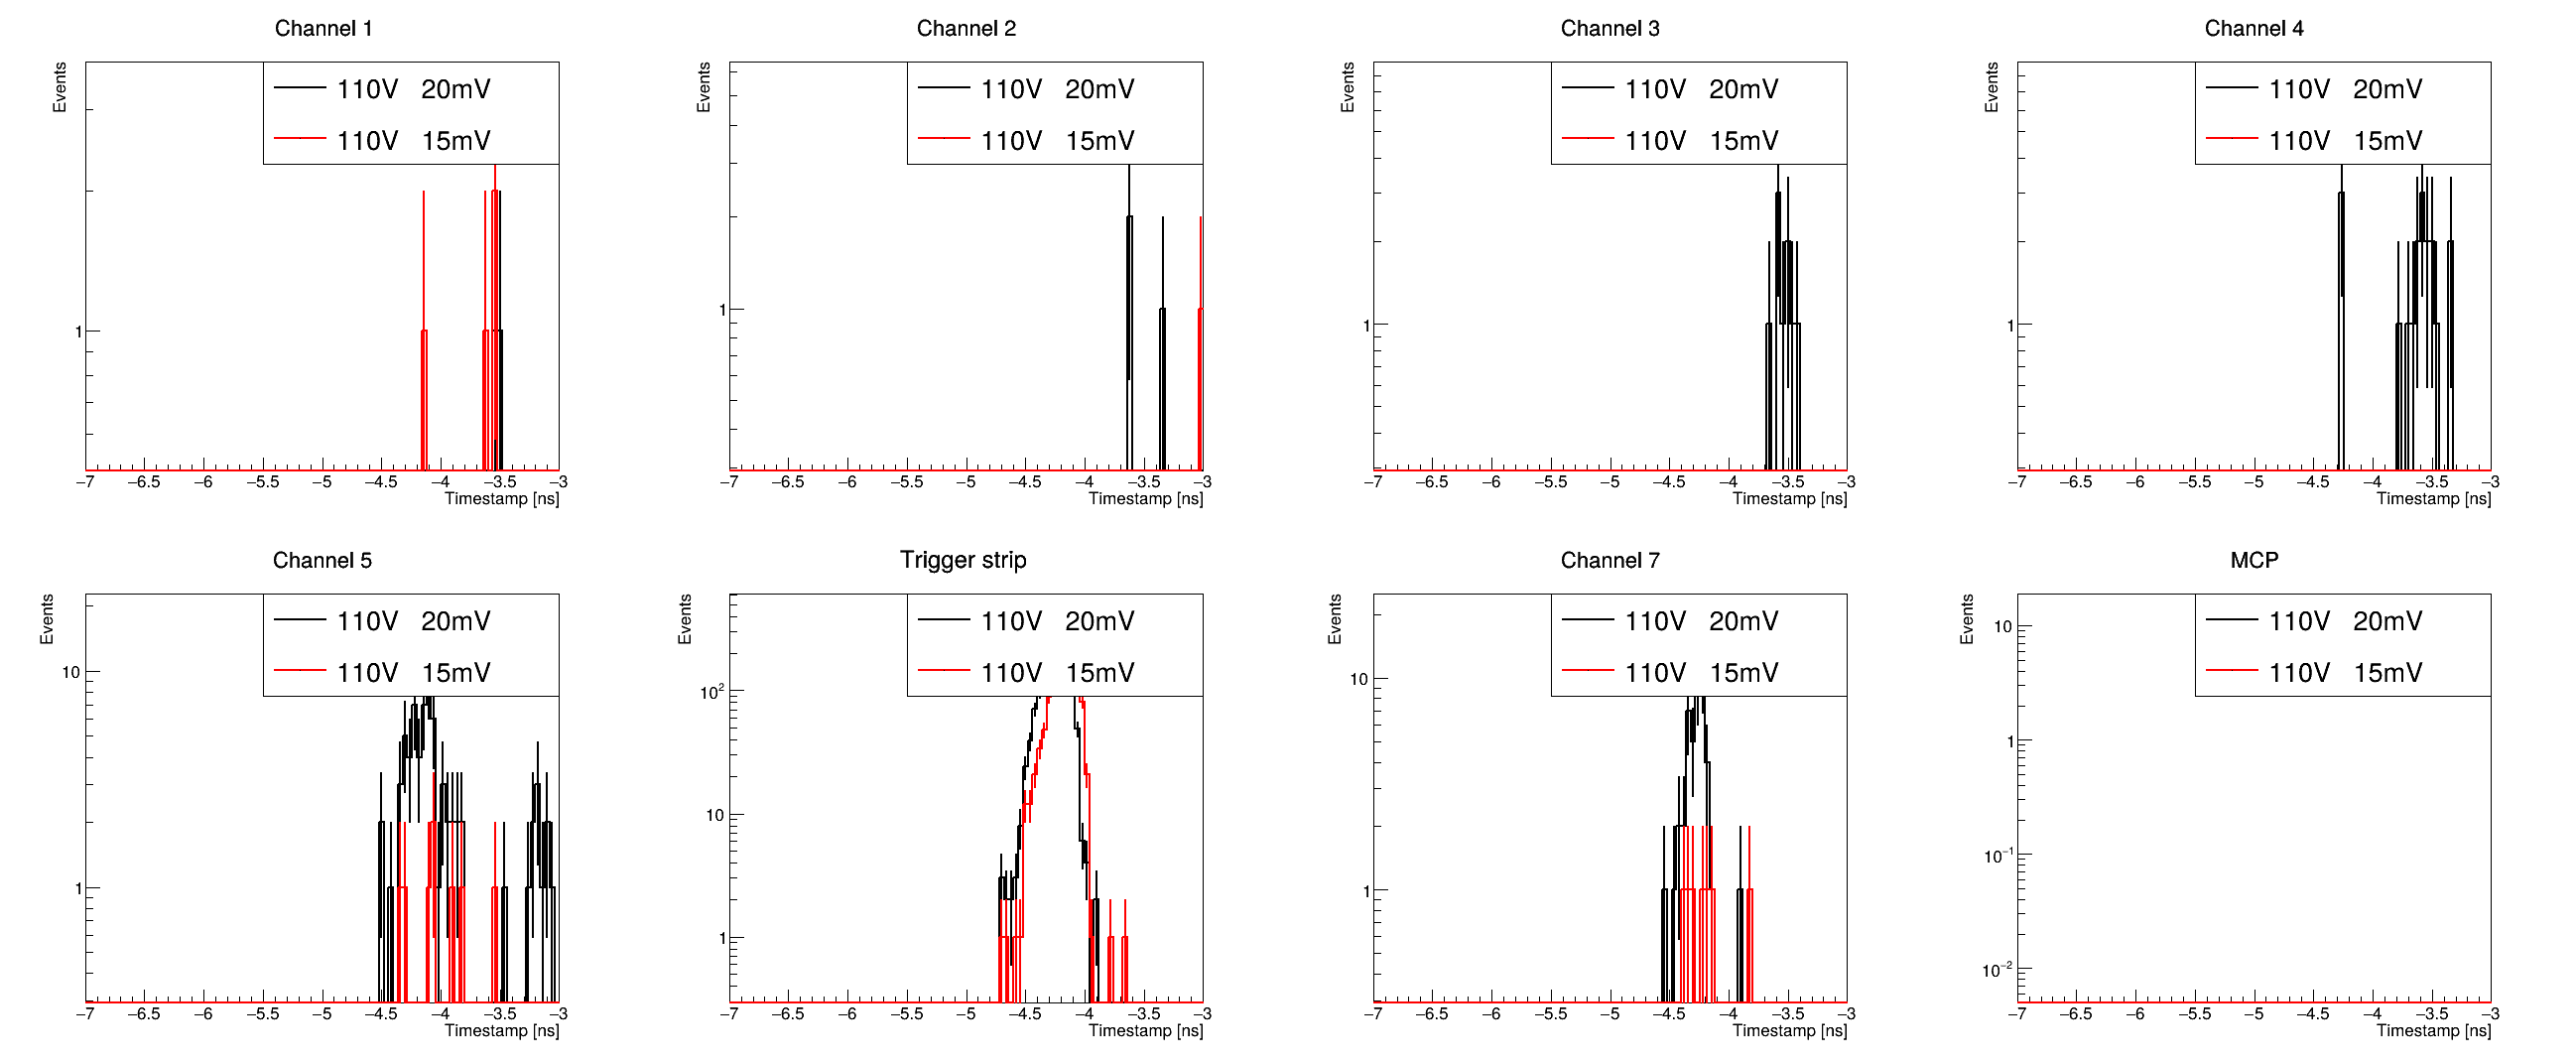 Channel 1
Events
110V 20mV
110V 15mV
1
−7 −6.5 −6 −5.5 −5 −4.5 −4 −3.5 −3
Timestamp [ns]
Channel 2
Events
110V 20mV
110V 15mV
1
−7 −6.5 −6 −5.5 −5 −4.5 −4 −3.5 −3
Timestamp [ns]
Channel 3
Events
110V 20mV
110V 15mV
1
−7 −6.5 −6 −5.5 −5 −4.5 −4 −3.5 −3
Timestamp [ns]
Channel 4
Events
110V 20mV
110V 15mV
1
−7 −6.5 −6 −5.5 −5 −4.5 −4 −3.5 −3
Timestamp [ns]
Channel 5
Events
110V 20mV
110V 15mV
10
1
−7 −6.5 −6 −5.5 −5 −4.5 −4 −3.5 −3
Timestamp [ns]
Trigger strip
Events
110V 20mV
110V 15mV
10²
10
1
−7 −6.5 −6 −5.5 −5 −4.5 −4 −3.5 −3
Timestamp [ns]
Channel 7
Events
110V 20mV
110V 15mV
10
1
−7 −6.5 −6 −5.5 −5 −4.5 −4 −3.5 −3
Timestamp [ns]
MCP
Events
110V 20mV
110V 15mV
10
1
10⁻¹
10⁻²
−7 −6.5 −6 −5.5 −5 −4.5 −4 −3.5 −3
Timestamp [ns]